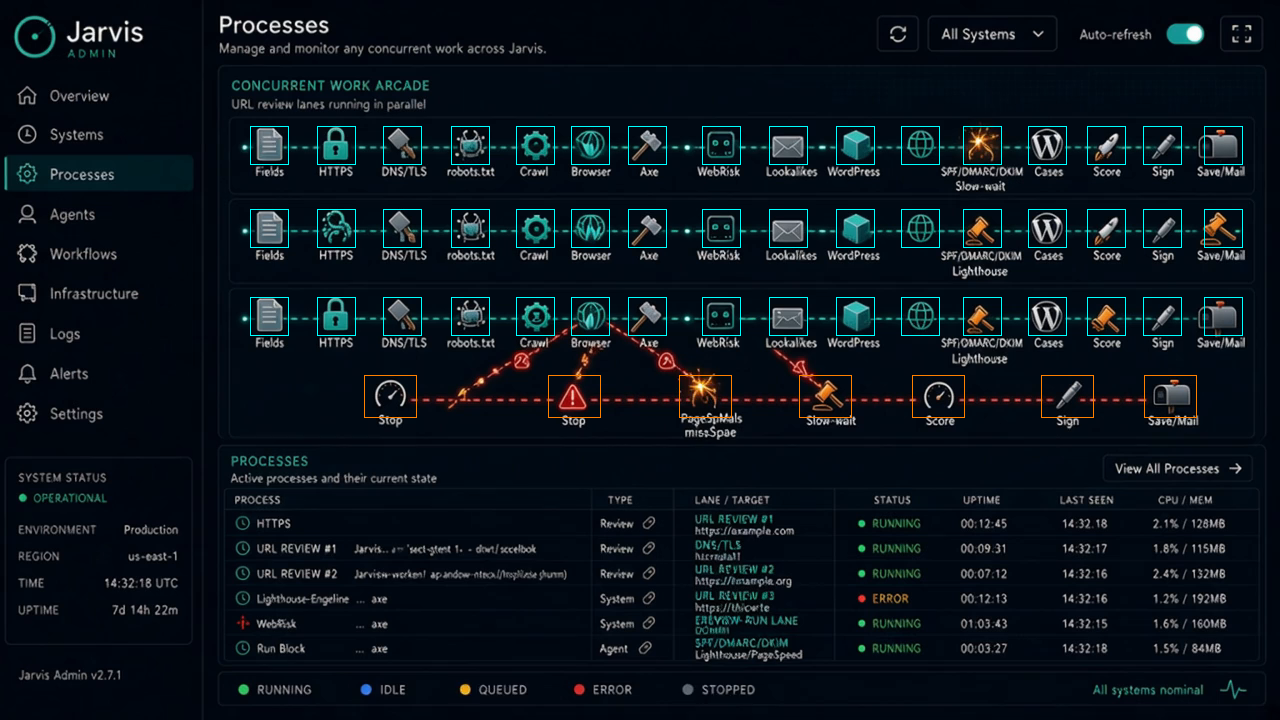 Jarvis
ADMIN
Overview
Systems
Processes
Agents
Workflows
Infrastructure
Logs
Alerts
Settings
SYSTEM STATUS
OPERATIONAL
ENVIRONMENT Production
REGION us-east-1
TIME 14:32:18 UTC
UPTIME 7d 14h 22m
Jarvis Admin v2.7.1
Processes
Manage and monitor any concurrent work across Jarvis.
All Systems
Auto-refresh
CONCURRENT WORK ARCADE
URL review lanes running in parallel
Fields HTTPS DNS/TLS robots.txt Crawl Browser Axe WebRisk Lookalikes WordPress SPF/DMARC/DKIM Cases Score Sign Save/Mail
Slow-wait
Fields HTTPS DNS/TLS robots.txt Crawl Browser Axe WebRisk Lookalikes WordPress SPF/DMARC/DKIM Cases Score Sign Save/Mail
Lighthouse
Fields HTTPS DNS/TLS robots.txt Crawl Browser Axe WebRisk Lookalikes WordPress SPF/DMARC/DKIM Cases Score Sign Save/Mail
Lighthouse
Stop Stop Slow-wait Score Sign Save/Mail
PROCESSES
Active processes and their current state
View All Processes →
PROCESS TYPE LANE / TARGET STATUS UPTIME LAST SEEN CPU / MEM
HTTPS Review URL REVIEW #1 RUNNING 00:12:45 14:32.18 2.1% / 128MB
https://example.com
URL REVIEW #1 Jarvis... Review DNS/TLS RUNNING 00:09.31 14:32:17 1.8% / 115MB
URL REVIEW #2 Review URL REVIEW #2 RUNNING 00:07:12 14:32:16 2.4% / 132MB
https://example.org
Lighthouse-Engeline ... axe System URL REVIEW #3 ERROR 00:12:13 14:32:16 1.2% / 192MB
WebRisk ... axe System RUN LANE RUNNING 01:03:43 14:32:15 1.6% / 160MB
Run Block ... axe Agent SPF/DMARC/DKIM RUNNING 00:03.27 14:32:18 1.5% / 84MB
Lighthouse/PageSpeed
RUNNING IDLE QUEUED ERROR STOPPED
All systems nominal